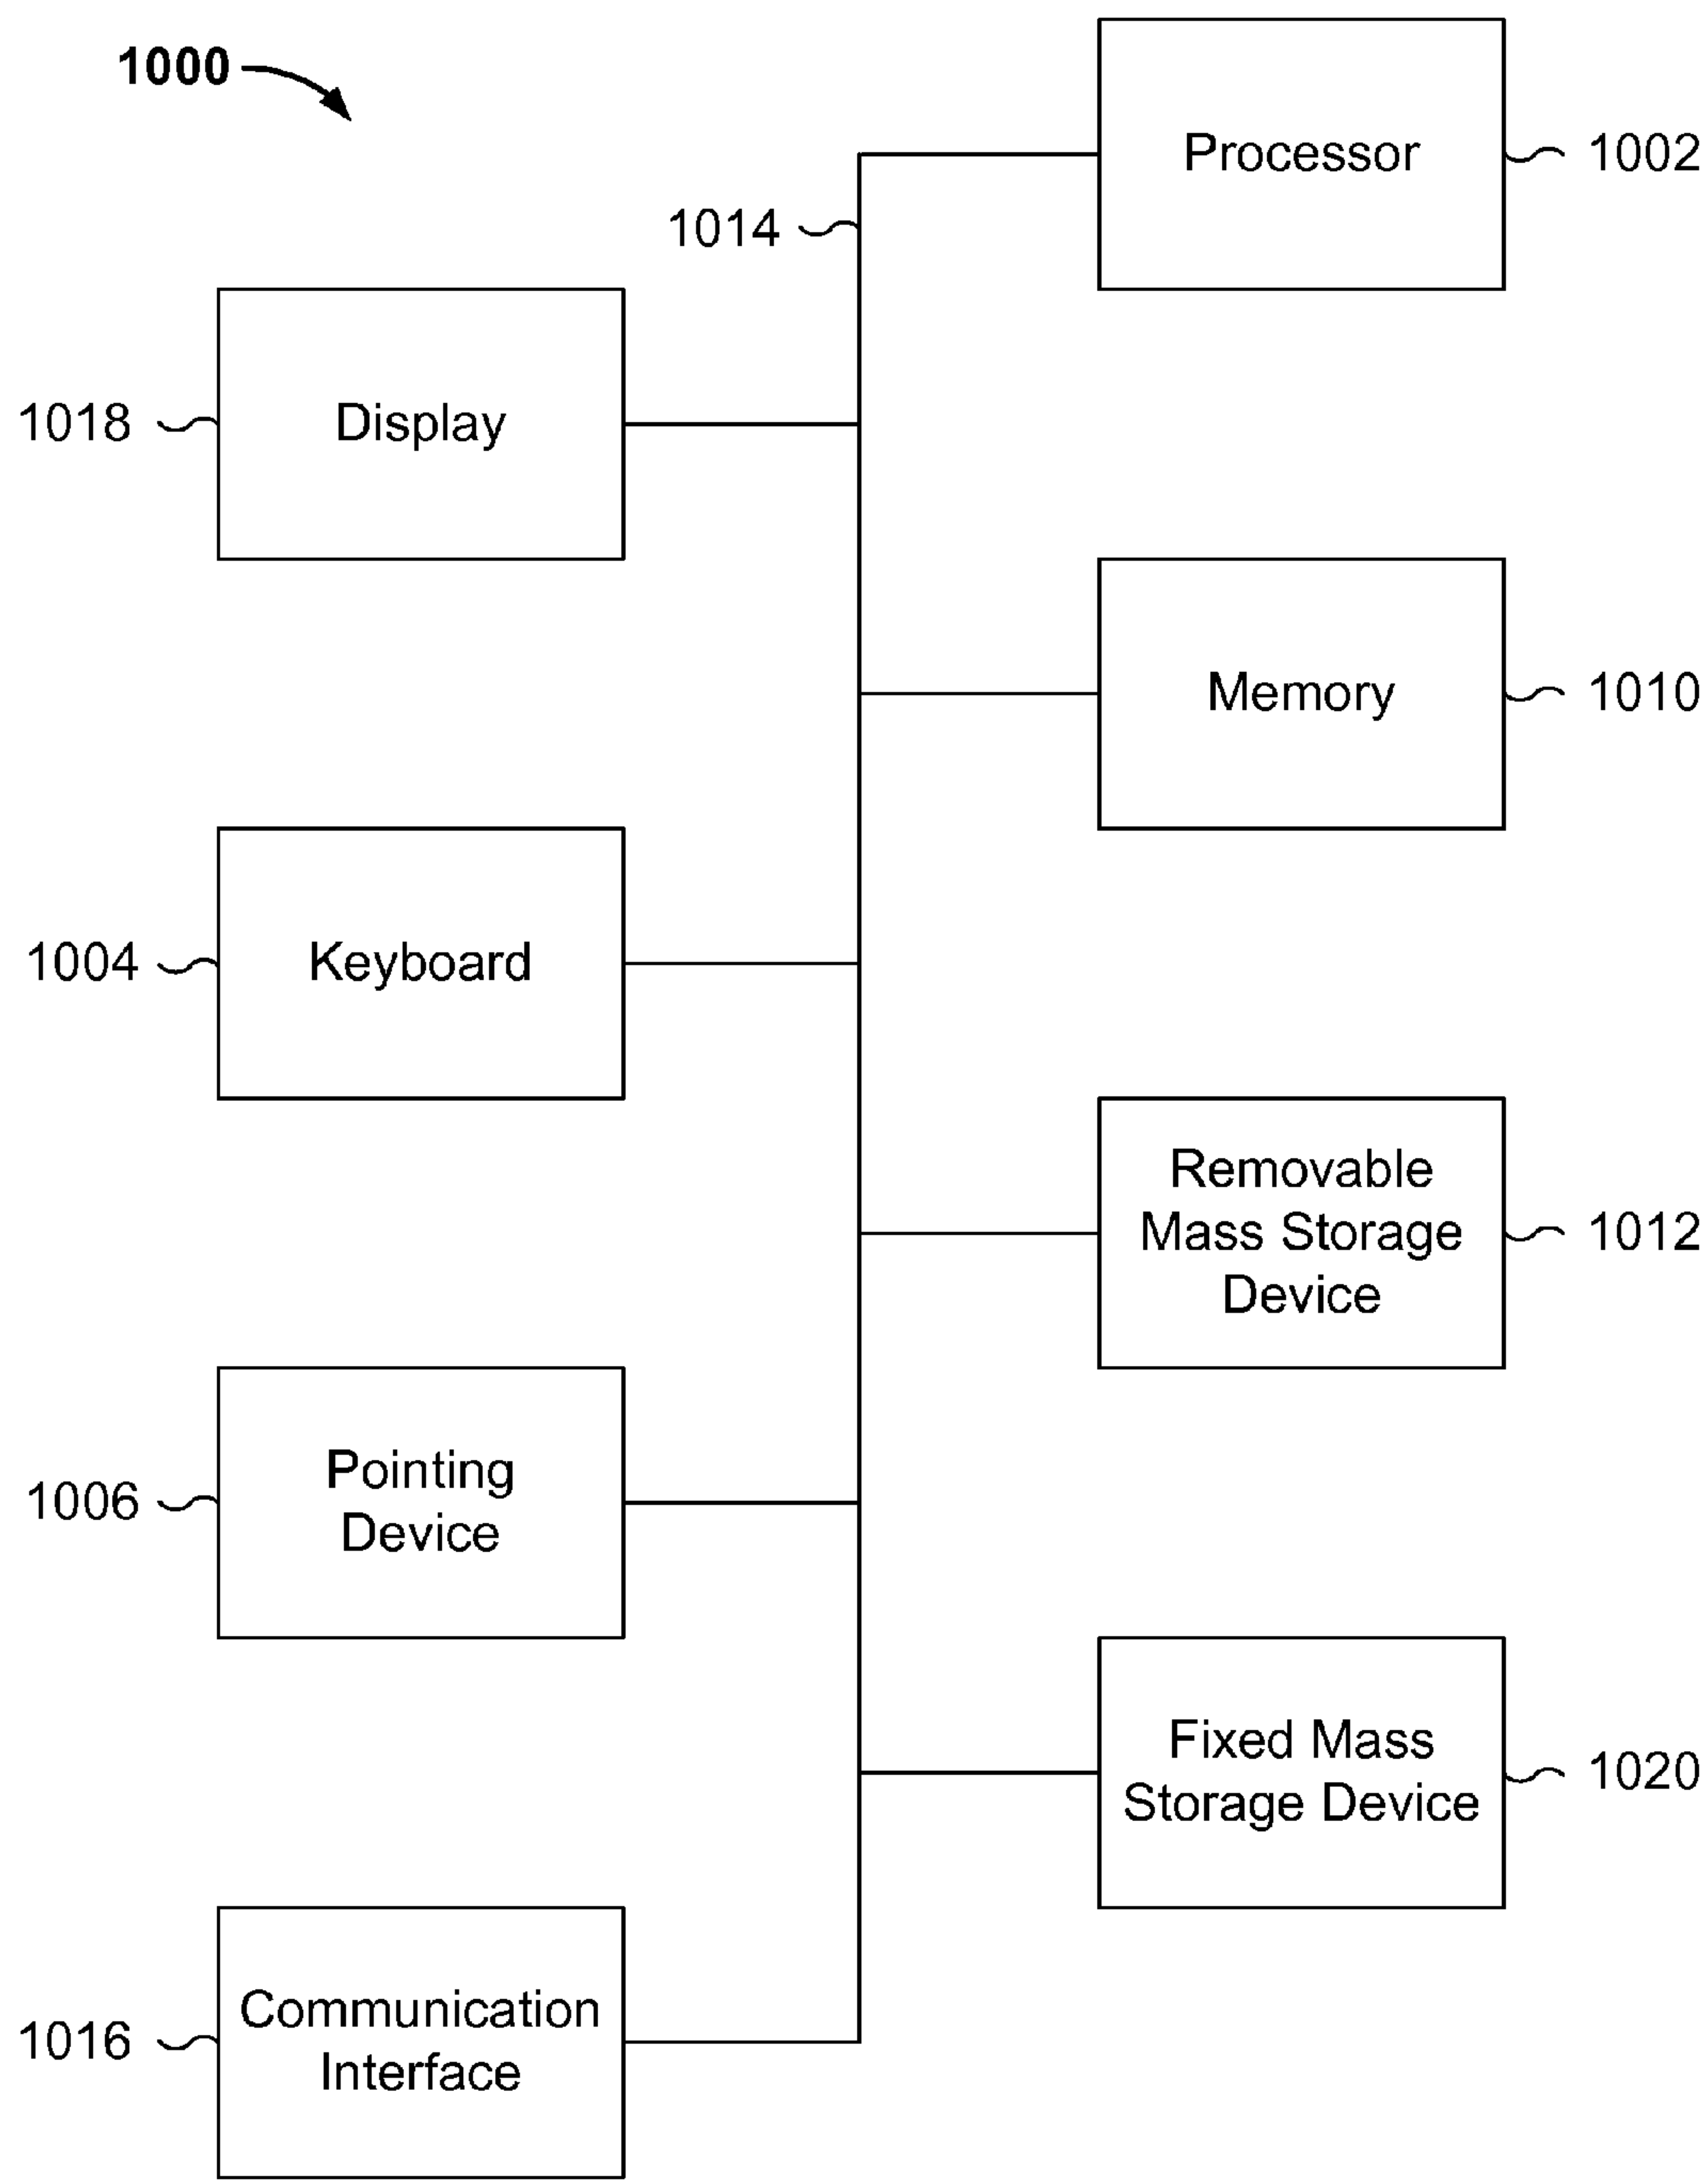 1000
Processor
1002
1014
Display
1018
Memory
1010
Keyboard
1004
Removable
Mass Storage
Device
1012
Pointing
Device
1006
Fixed Mass
Storage Device
1020
Communication
Interface
1016